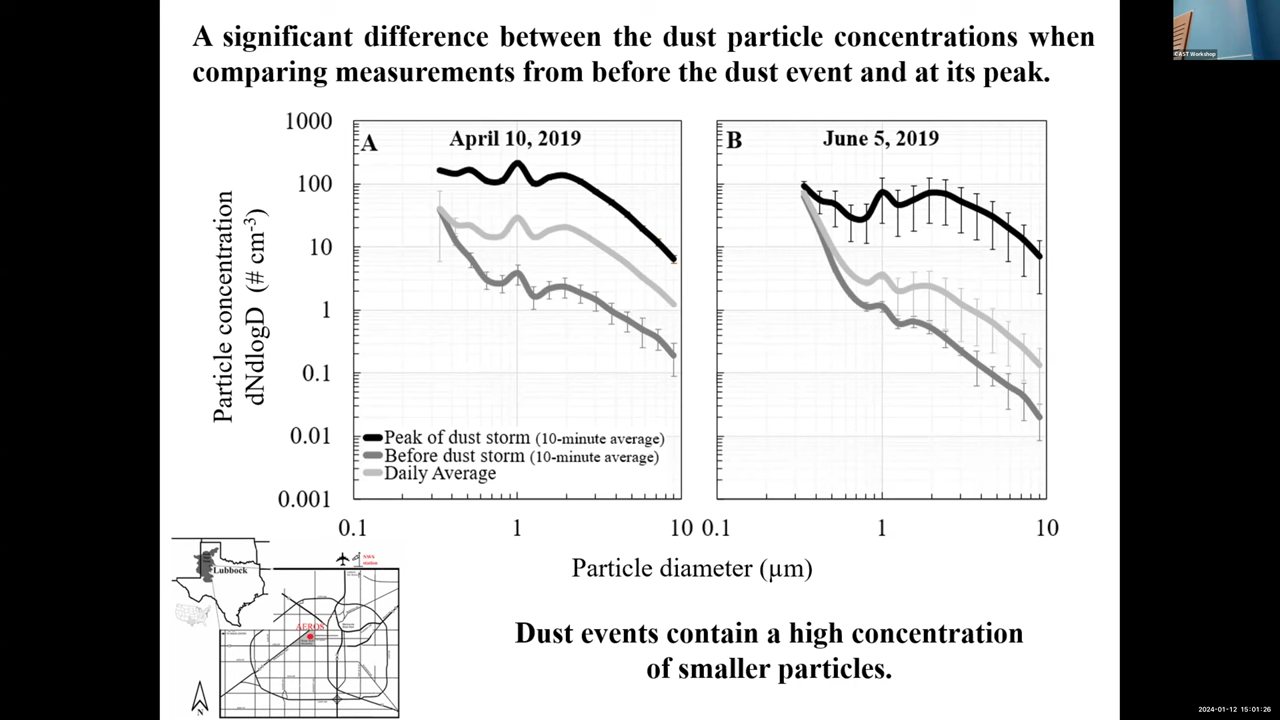 A significant difference between the dust particle concentrations when
comparing measurements from before the dust event and at its peak.
Particle concentration
dNdlogD (# cm-3)
1000
100
10
1
0.1
0.01
0.001
A
April 10, 2019
Peak of dust storm (10-minute average)
Before dust storm (10-minute average)
Daily Average
0.1
1
10
B
June 5, 2019
0.1
1
10
Particle diameter (µm)
Lubbock
NWS
station
AEROS
N
Dust events contain a high concentration
of smaller particles.
CAST Workshop
2024-01-12 15:01:26